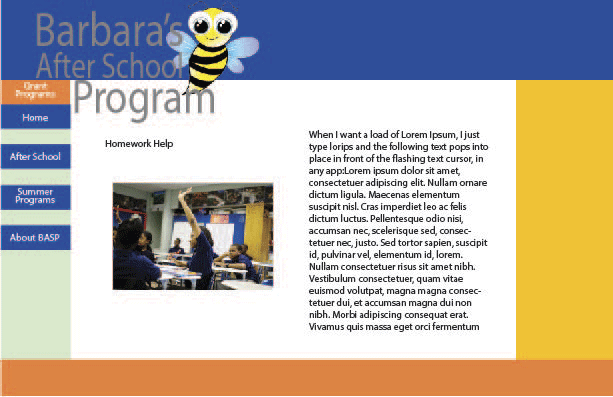 Barbara's
After School
Program
Grant
Programs
Home
After School
Summer
Programs
About BASP
Homework Help
When I want a load of Lorem Ipsum, I just
type lorips and the following text pops into
place in front of the flashing text cursor, in
any app:Lorem ipsum dolor sit amet,
consectetuer adipiscing elit. Nullam ornare
dictum ligula. Maecenas elementum
suscipit nisl. Cras imperdiet leo ac felis
dictum luctus. Pellentesque odio nisi,
accumsan nec, scelerisque sed, consec-
tetuer nec, justo. Sed tortor sapien, suscipit
id, pulvinar vel, elementum id, lorem.
Nullam consectetuer risus sit amet nibh.
Vestibulum consectetuer, quam vitae
euismod volutpat, magna magna consec-
tetuer dui, et accumsan magna dui non
nibh. Morbi adipiscing consequat erat.
Vivamus quis massa eget orci fermentum